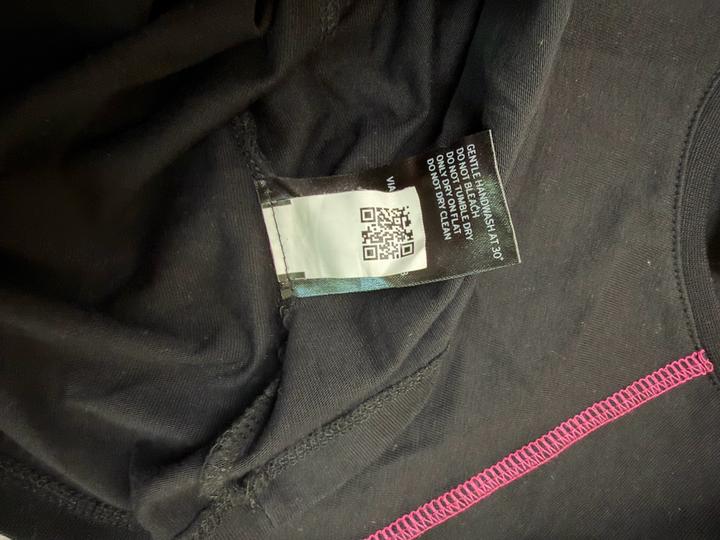 GENTLE HANDWASH AT 30°
DO NOT BLEACH
DO NOT TUMBLE DRY
ONLY DRY ON FLAT
DO NOT DRY CLEAN
VIA